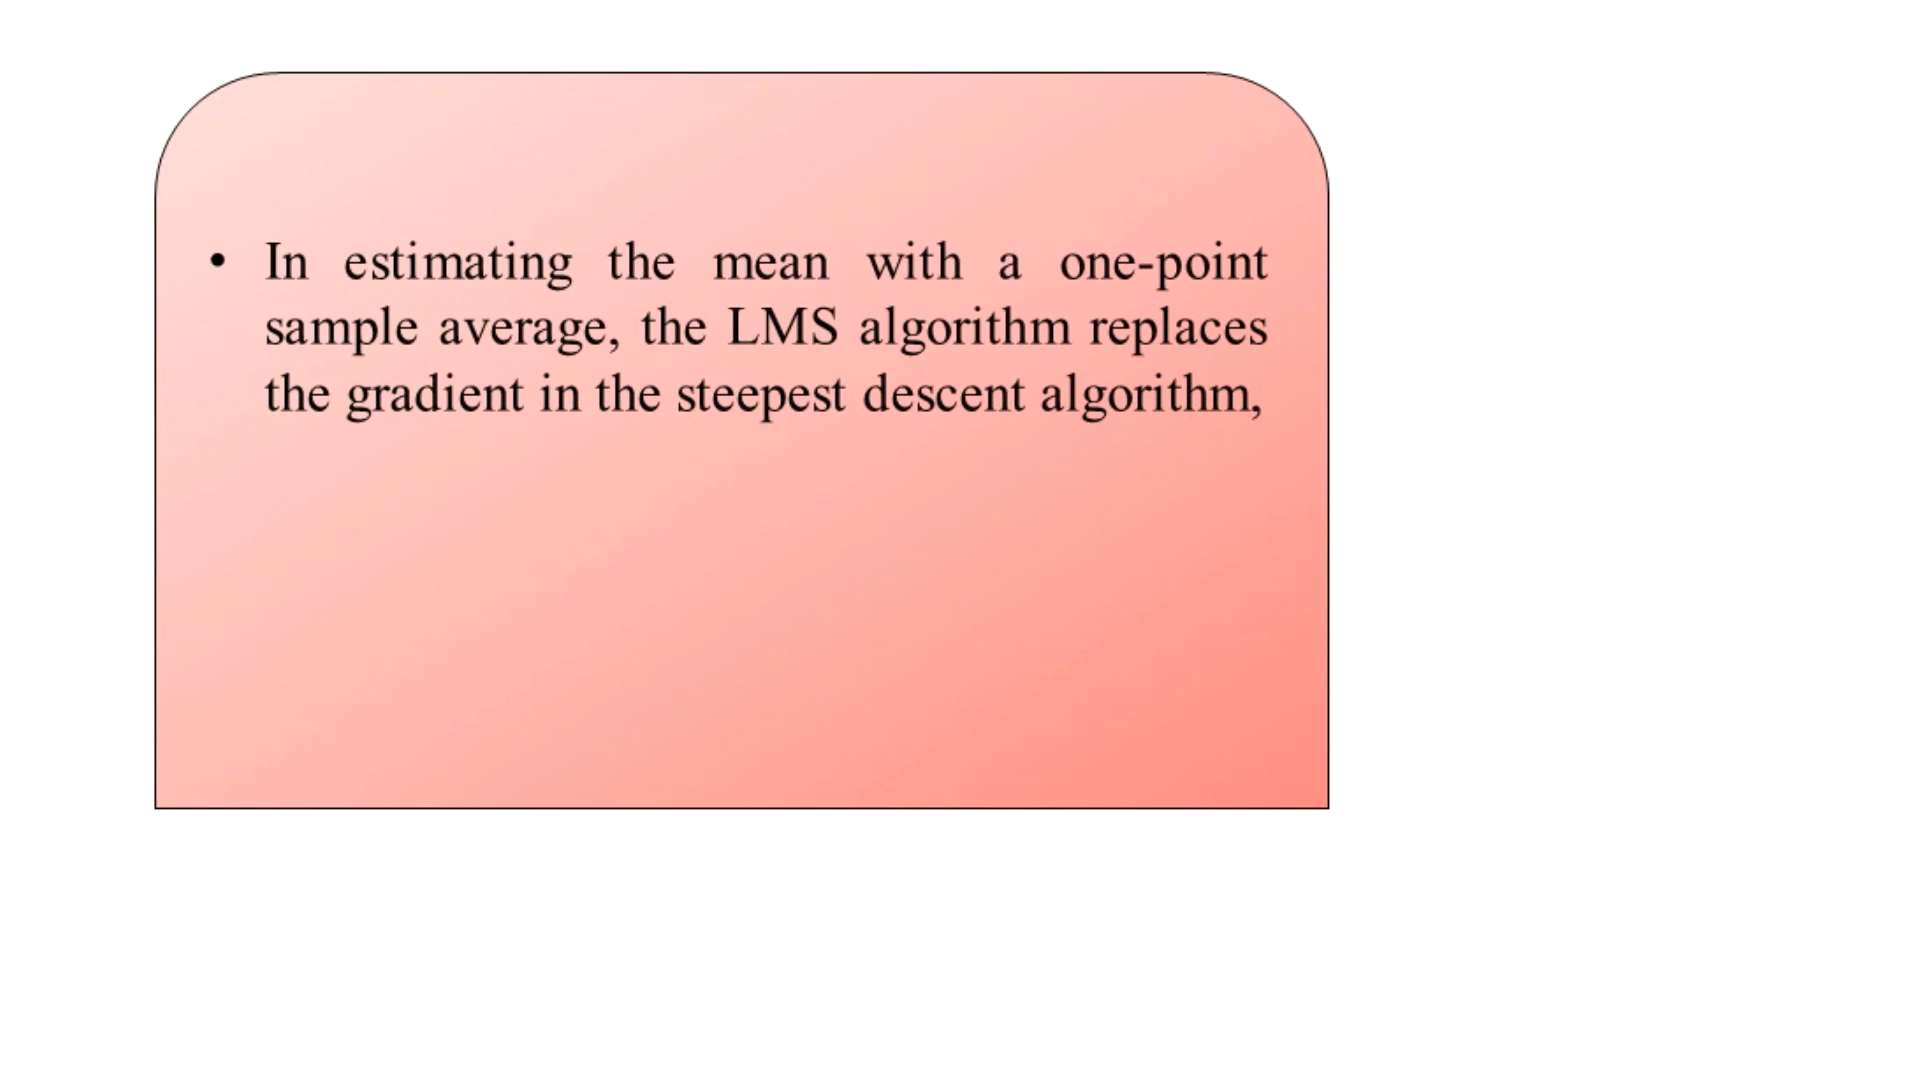 • In estimating the mean with a one-point
sample average, the LMS algorithm replaces
the gradient in the steepest descent algorithm,